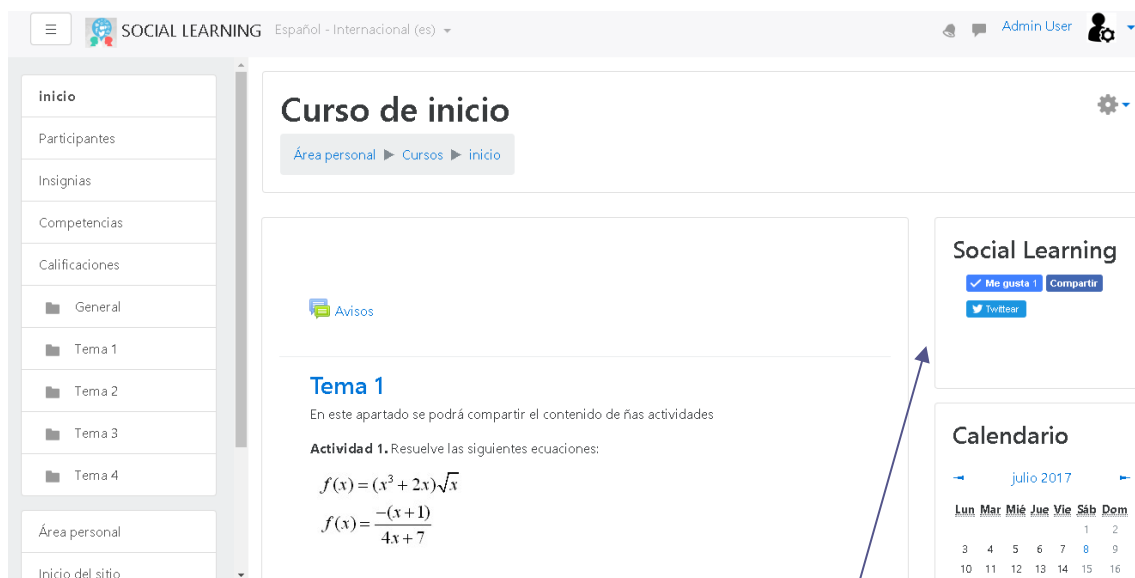 SOCIAL LEARNING Español - Internacional (es)
Admin User
inicio
Participantes
Insignias
Competencias
Calificaciones
General
Tema 1
Tema 2
Tema 3
Tema 4
Área personal
Inicio del sitio
Curso de inicio
Área personal ▶ Cursos ▶ inicio
Avisos
Tema 1
En este apartado se podrá compartir el contenido de ñas actividades
Actividad 1. Resuelve las siguientes ecuaciones:
f(x) = (x³ + 2x)√x
f(x) = -(x+1) / 4x + 7
Social Learning
Me gusta 1 Compartir
Twittear
Calendario
julio 2017
Lun Mar Mié Jue Vie Sáb Dom
1 2
3 4 5 6 7 8 9
10 11 12 13 14 15 16